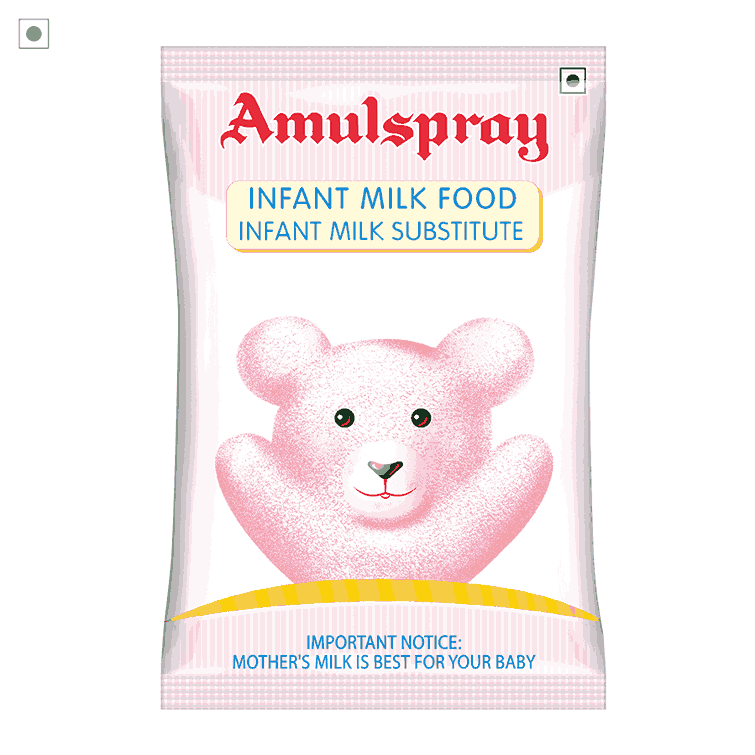 Amulspray
INFANT MILK FOOD
INFANT MILK SUBSTITUTE
IMPORTANT NOTICE:
MOTHER'S MILK IS BEST FOR YOUR BABY